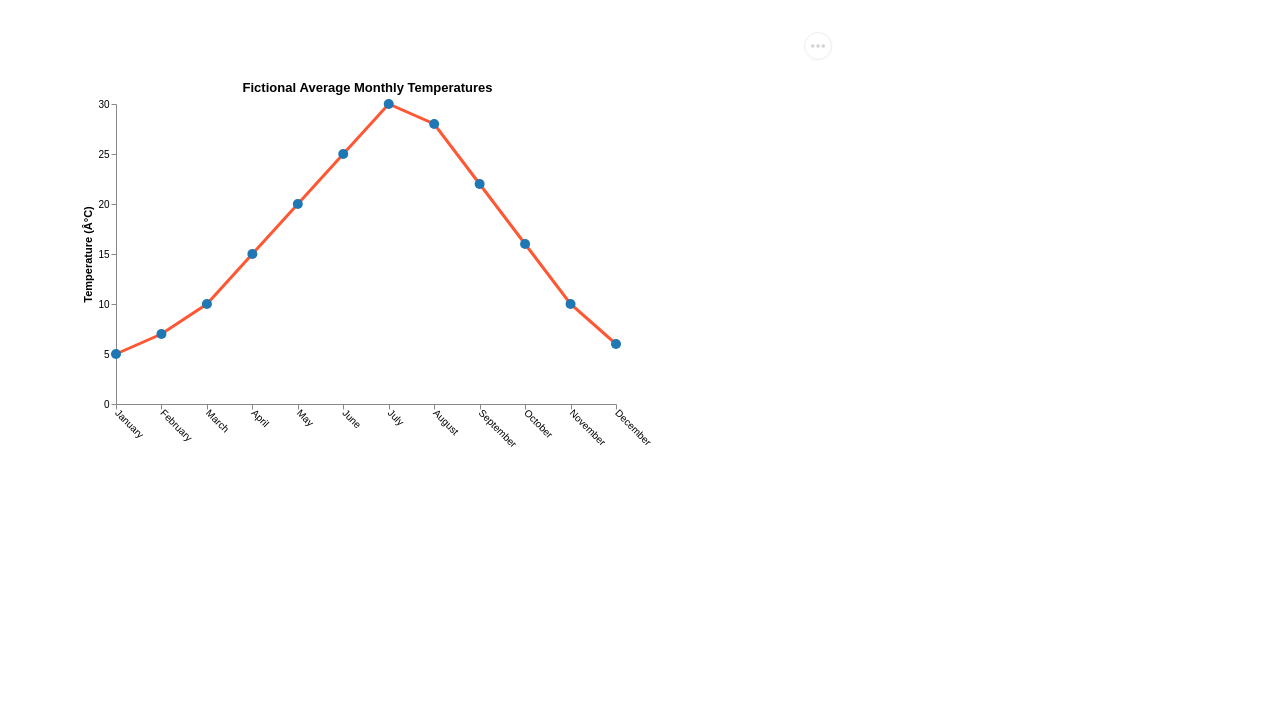 Fictional Average Monthly Temperatures
Temperature (Â°C)
30
25
20
15
10
5
0
January
February
March
April
May
June
July
August
September
October
November
December